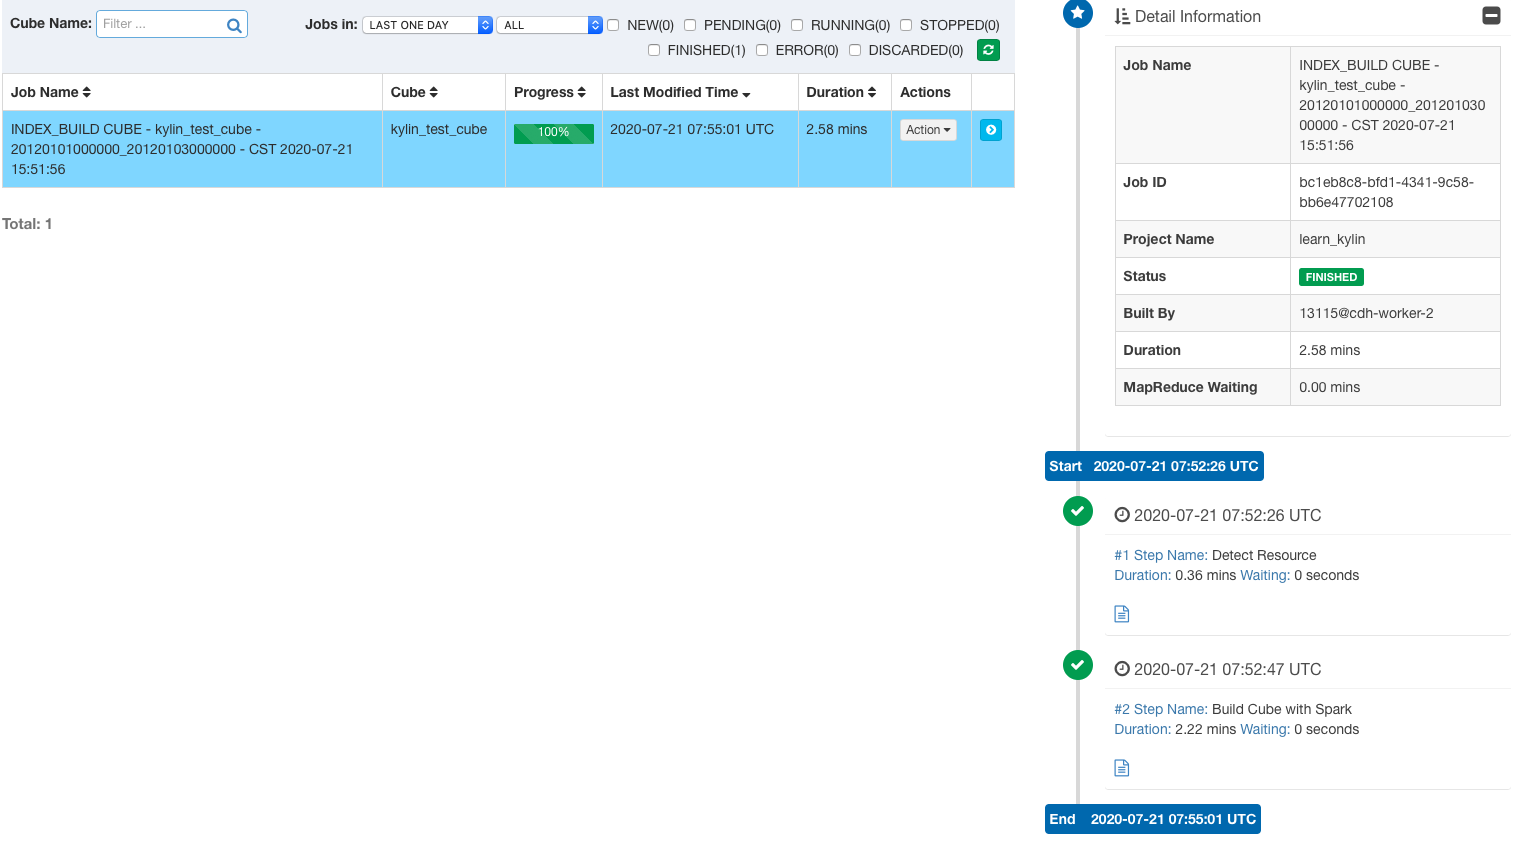 Cube Name: Filter ... Jobs in: LAST ONE DAY ALL NEW(0) PENDING(0) RUNNING(0) STOPPED(0)
FINISHED(1) ERROR(0) DISCARDED(0)
Job Name Cube Progress Last Modified Time Duration Actions
INDEX_BUILD CUBE - kylin_test_cube - kylin_test_cube 100% 2020-07-21 07:55:01 UTC 2.58 mins Action
20120101000000_20120103000000 - CST 2020-07-21
15:51:56
Total: 1
Detail Information
Job Name INDEX_BUILD CUBE -
kylin_test_cube -
20120101000000_201201030
00000 - CST 2020-07-21
15:51:56
Job ID bc1eb8c8-bfd1-4341-9c58-
bb6e47702108
Project Name learn_kylin
Status FINISHED
Built By 13115@cdh-worker-2
Duration 2.58 mins
MapReduce Waiting 0.00 mins
Start 2020-07-21 07:52:26 UTC
2020-07-21 07:52:26 UTC
#1 Step Name: Detect Resource
Duration: 0.36 mins Waiting: 0 seconds
2020-07-21 07:52:47 UTC
#2 Step Name: Build Cube with Spark
Duration: 2.22 mins Waiting: 0 seconds
End 2020-07-21 07:55:01 UTC